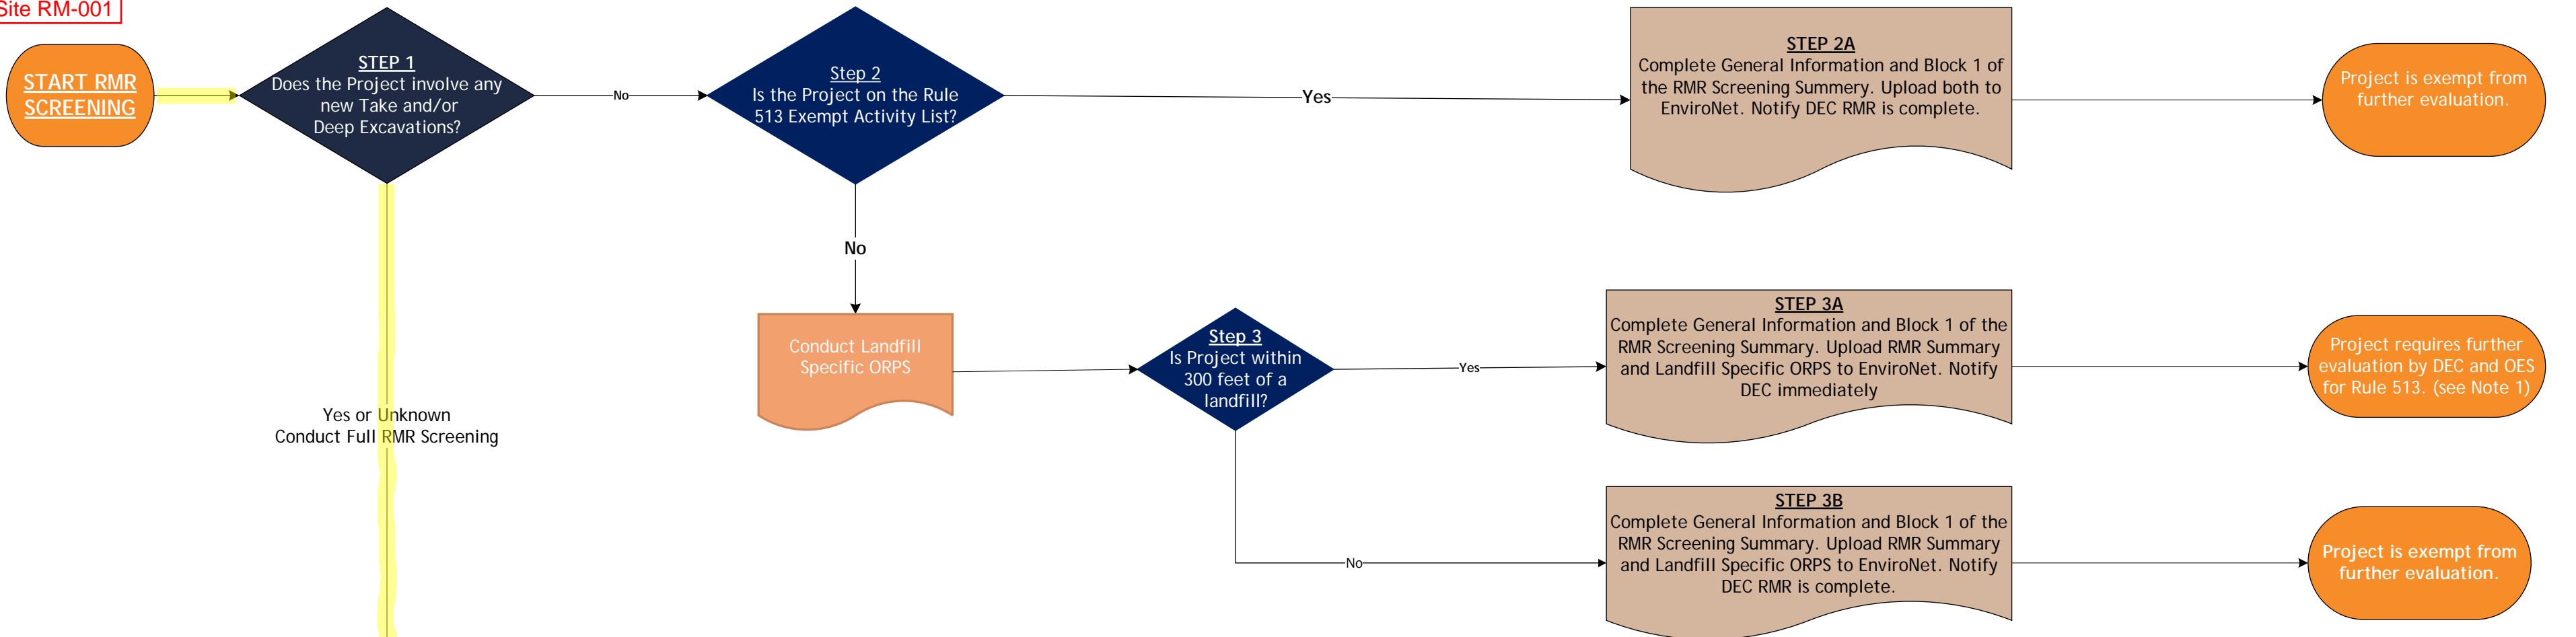 Site RM-001
START RMR
SCREENING
STEP 1
Does the Project involve any
new Take and/or
Deep Excavations?
No
Step 2
Is the Project on the Rule
513 Exempt Activity List?
Yes
STEP 2A
Complete General Information and Block 1 of
the RMR Screening Summery. Upload both to
EnviroNet. Notify DEC RMR is complete.
Project is exempt from
further evaluation.
No
Conduct Landfill
Specific ORPS
Step 3
Is Project within
300 feet of a
landfill?
Yes
STEP 3A
Complete General Information and Block 1 of the
RMR Screening Summary. Upload RMR Summary
and Landfill Specific ORPS to EnviroNet. Notify
DEC immediately
Project requires further
evaluation by DEC and OES
for Rule 513. (see Note 1)
Yes or Unknown
Conduct Full RMR Screening
No
STEP 3B
Complete General Information and Block 1 of the
RMR Screening Summary. Upload RMR Summary
and Landfill Specific ORPS to EnviroNet. Notify
DEC RMR is complete.
Project is exempt from
further evaluation.